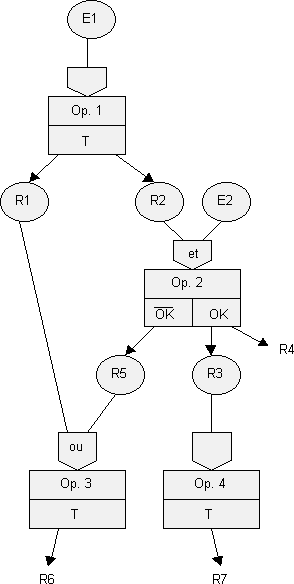 E1
Op. 1
T
R1
R2
E2
et
Op. 2
O̅K̅
OK
R4
R5
R3
ou
Op. 3
Op. 4
T
T
R6
R7